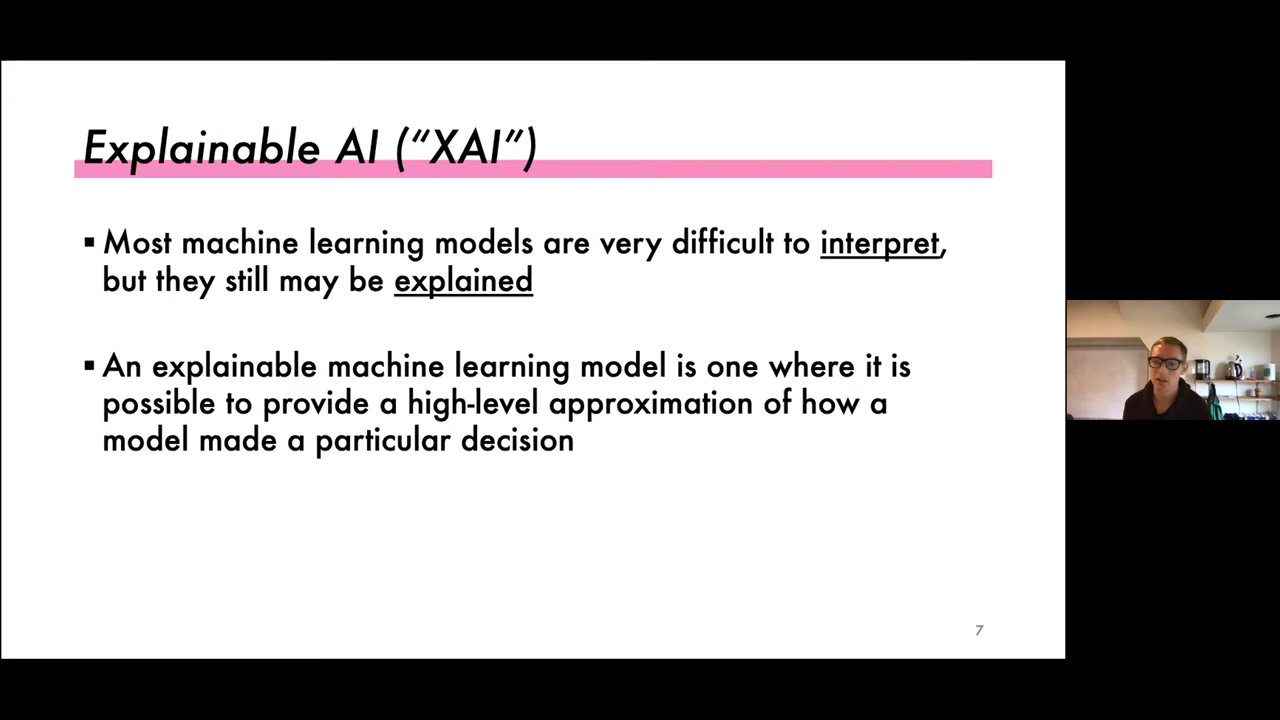 Explainable AI (“XAI”)
▪ Most machine learning models are very difficult to interpret,
but they still may be explained
▪ An explainable machine learning model is one where it is
possible to provide a high-level approximation of how a
model made a particular decision
7